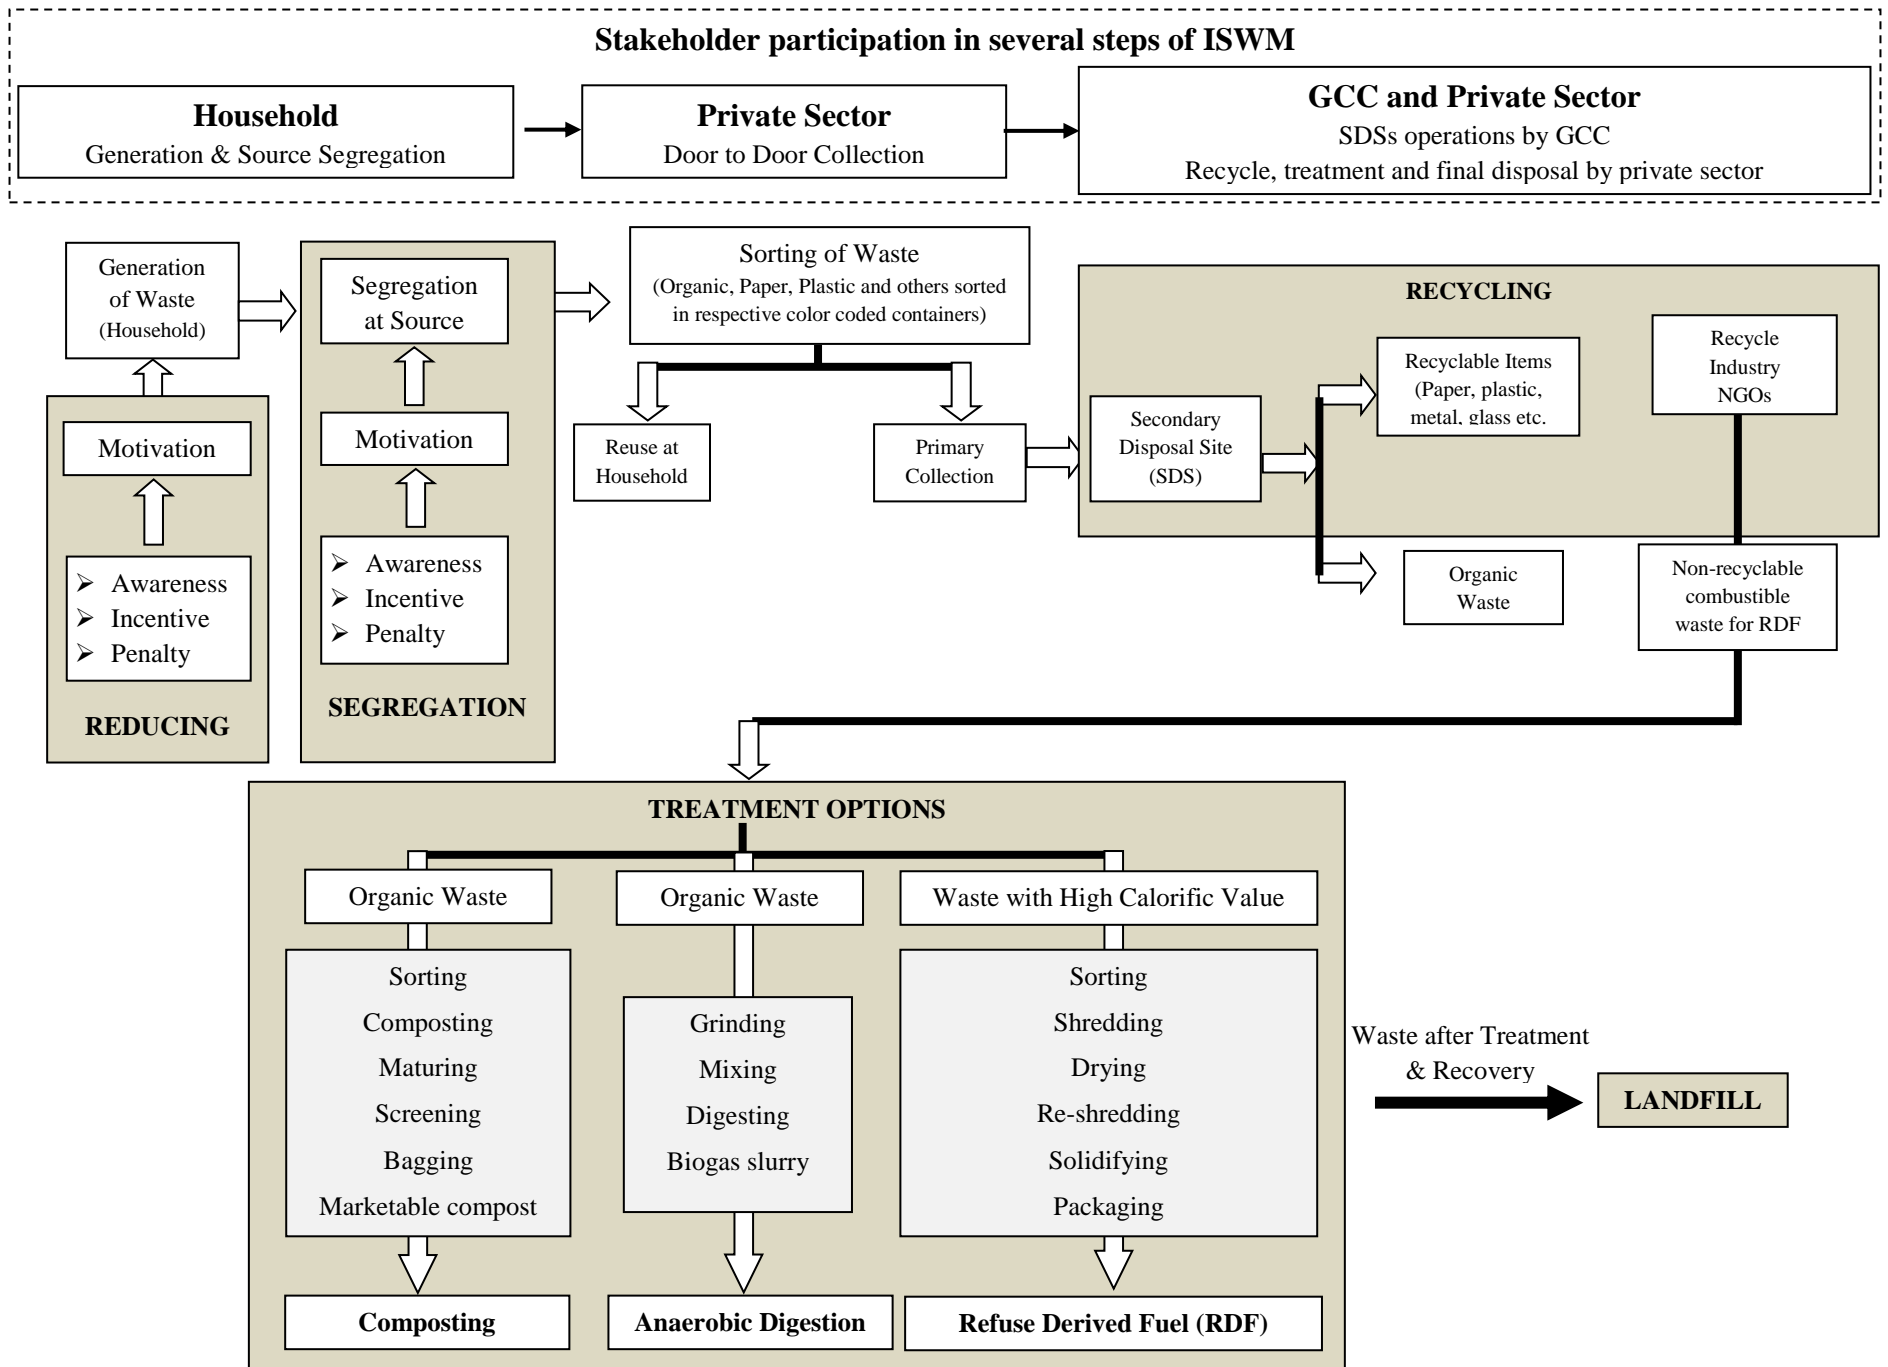 Stakeholder participation in several steps of ISWM
Household
Generation & Source Segregation
Private Sector
Door to Door Collection
GCC and Private Sector
SDSs operations by GCC
Recycle, treatment and final disposal by private sector
Generation
of Waste
(Household)
Motivation
➢ Awareness
➢ Incentive
➢ Penalty
REDUCING
Segregation
at Source
Motivation
➢ Awareness
➢ Incentive
➢ Penalty
SEGREGATION
Sorting of Waste
(Organic, Paper, Plastic and others sorted
in respective color coded containers)
Reuse at
Household
Primary
Collection
RECYCLING
Secondary
Disposal Site
(SDS)
Recyclable Items
(Paper, plastic,
metal, glass etc.
Recycle
Industry
NGOs
Organic
Waste
Non-recyclable
combustible
waste for RDF
TREATMENT OPTIONS
Organic Waste
Sorting
Composting
Maturing
Screening
Bagging
Marketable compost
Composting
Organic Waste
Grinding
Mixing
Digesting
Biogas slurry
Anaerobic Digestion
Waste with High Calorific Value
Sorting
Shredding
Drying
Re-shredding
Solidifying
Packaging
Refuse Derived Fuel (RDF)
Waste after Treatment
& Recovery
LANDFILL